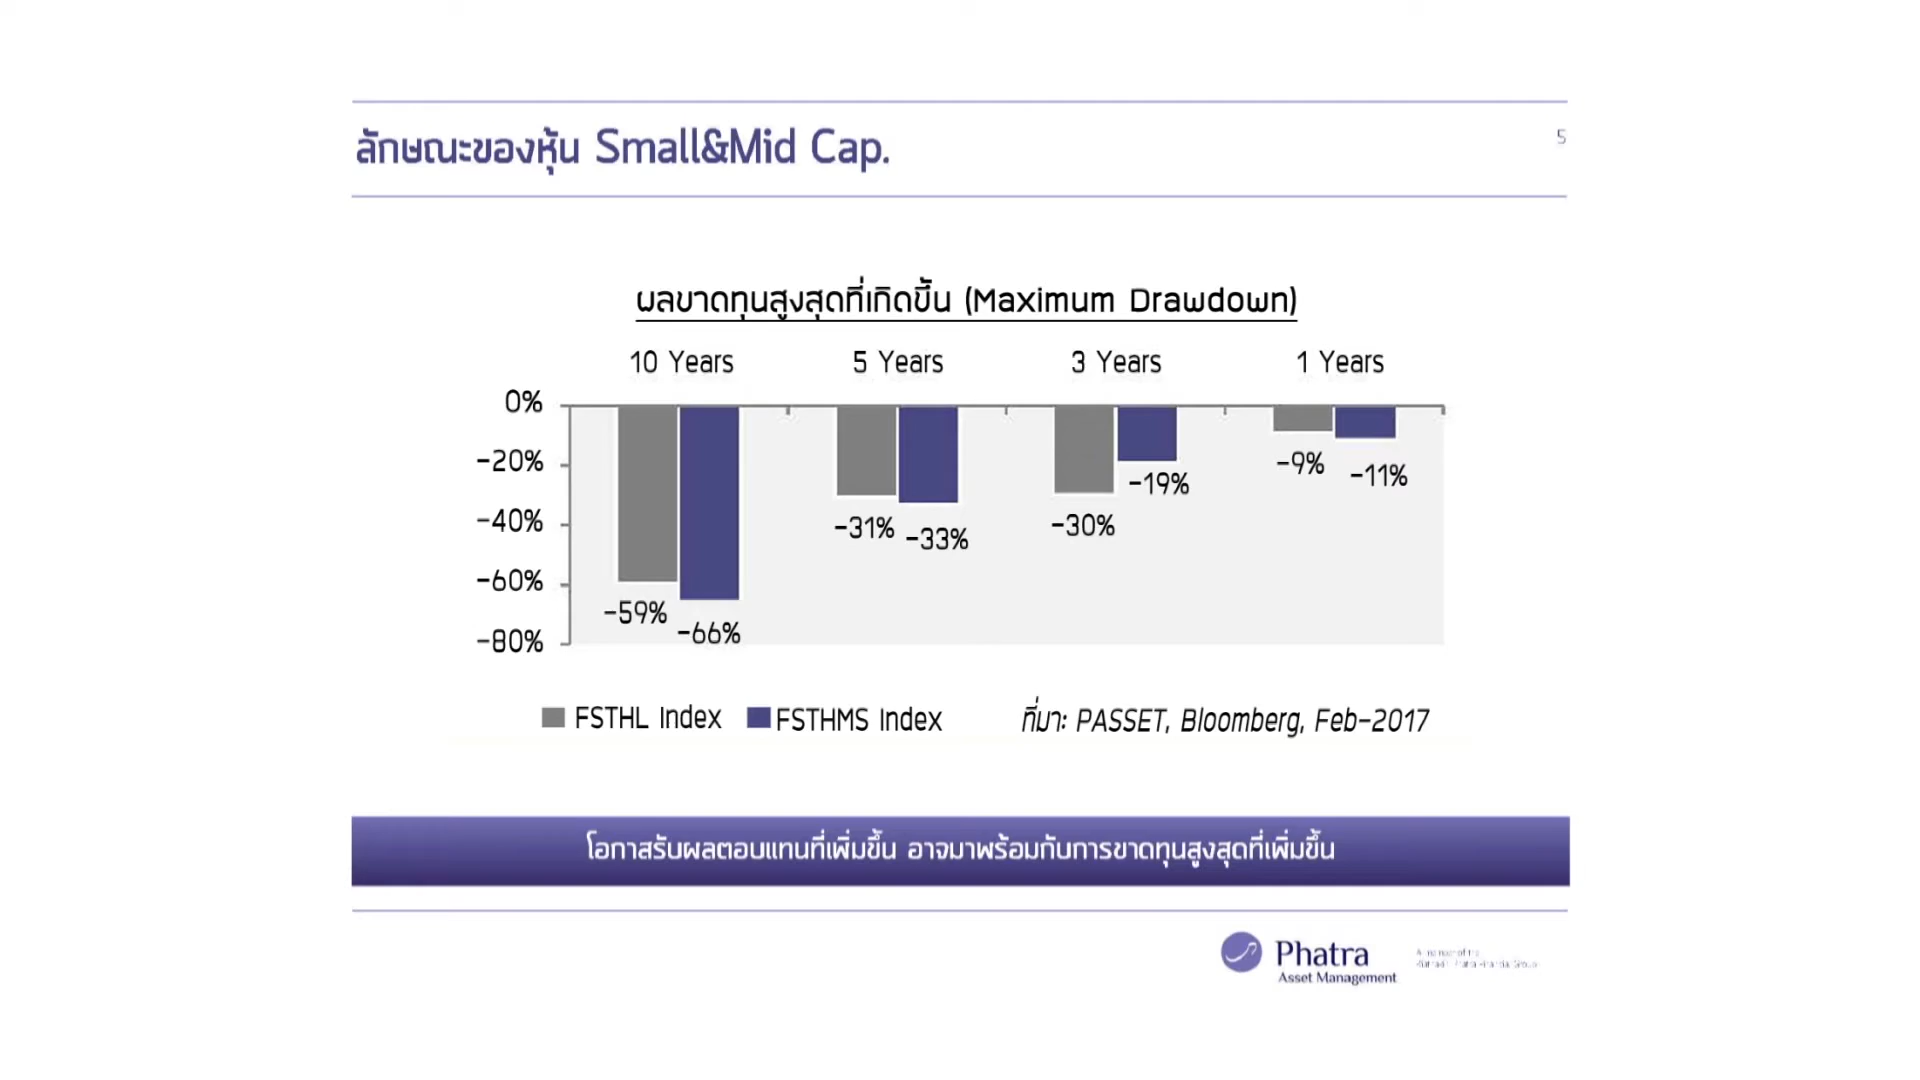 ลักษณะของหุ้น Small&Mid Cap.
5
ผลขาดทุนสูงสุดที่เกิดขึ้น (Maximum Drawdown)
10 Years 5 Years 3 Years 1 Years
0%
-20%
-40%
-60%
-80%
-59% -66% -31% -33% -30% -19% -9% -11%
FSTHL Index FSTHMS Index ที่มา: PASSET, Bloomberg, Feb-2017
โอกาสรับผลตอบแทนที่เพิ่มขึ้น อาจมาพร้อมกับการขาดทุนสูงสุดที่เพิ่มขึ้น
Phatra
Asset Management